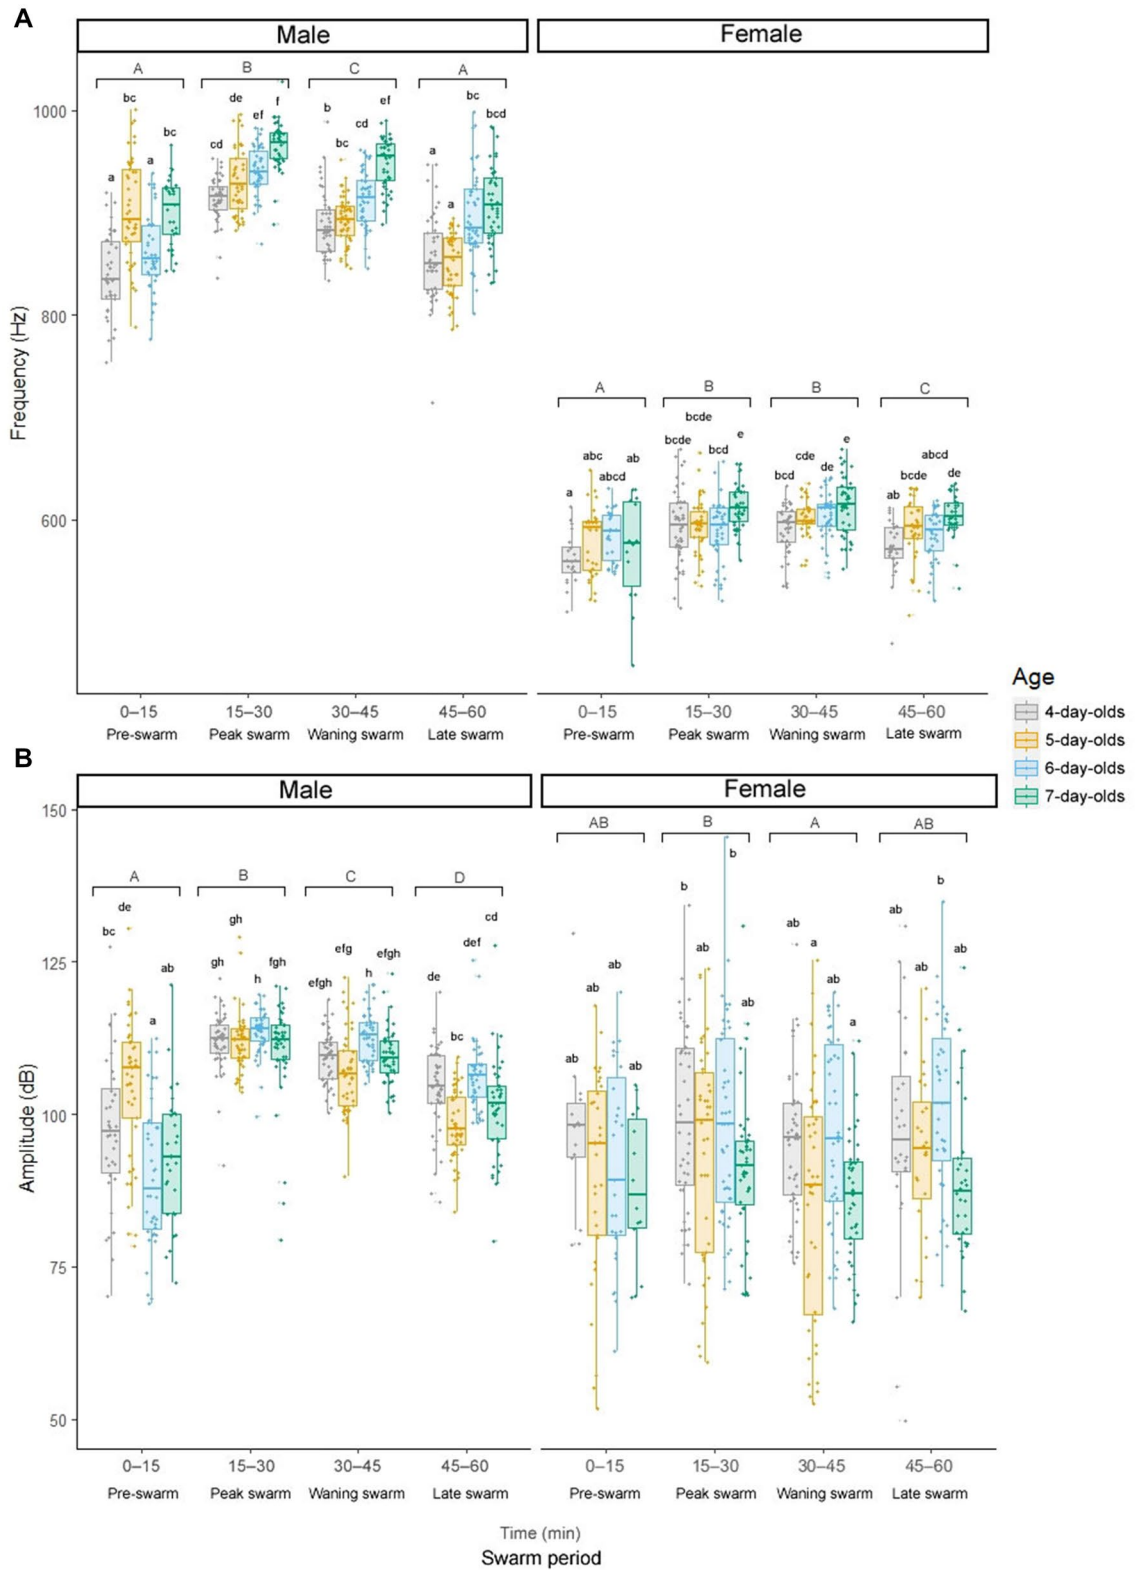 A
Male Female
A B C A
1000
800
600
Frequency (Hz)
a bc a bc
cd de ef f
b bc cd ef
a a bc bcd
A B B C
a abc abcd ab
bcde bcde bcd e
bcd cde de e
ab bcde abcd de
0–15 15–30 30–45 45–60 0–15 15–30 30–45 45–60
Pre-swarm Peak swarm Waning swarm Late swarm Pre-swarm Peak swarm Waning swarm Late swarm
Age
4-day-olds
5-day-olds
6-day-olds
7-day-olds
B
Male Female
150
125
100
75
50
Amplitude (dB)
A B C D
bc de a ab
gh gh h fgh
efgh efg h efgh
de bc def cd
AB B A AB
ab ab ab ab
b ab b ab
ab a ab a
ab ab b ab
0–15 15–30 30–45 45–60 0–15 15–30 30–45 45–60
Pre-swarm Peak swarm Waning swarm Late swarm Pre-swarm Peak swarm Waning swarm Late swarm
Time (min)
Swarm period